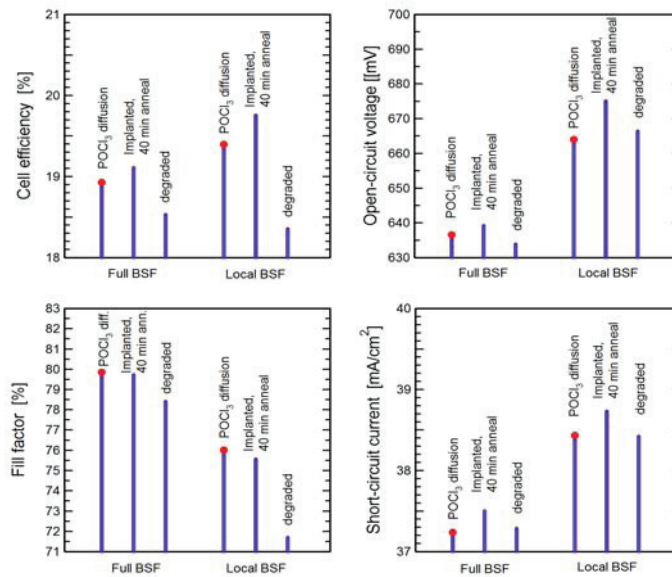 21
20
19
18
Cell efficiency [%]
POCl₃ diffusion
Implanted,
40 min anneal
degraded
POCl₃ diffusion
Implanted,
40 min anneal
degraded
Full BSF
Local BSF
700
690
680
670
660
650
640
630
Open-circuit voltage [[mV]
POCl₃ diffusion
Implanted,
40 min anneal
degraded
POCl₃ diffusion
Implanted,
40 min anneal
degraded
Full BSF
Local BSF
83
82
81
80
79
78
77
76
75
74
73
72
71
Fill factor [%]
POCl₃ diff.
Implanted,
40 min ann.
degraded
POCl₃ diffusion
Implanted,
40 min anneal
degraded
Full BSF
Local BSF
40
39
38
37
Short-circuit current [mA/cm²]
POCl₃ diffusion
Implanted,
40 min anneal
degraded
POCl₃ diffusion
Implanted,
40 min anneal
degraded
Full BSF
Local BSF